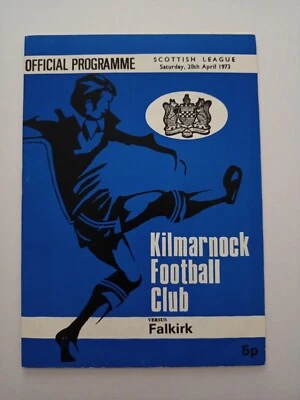 OFFICIAL PROGRAMME
SCOTTISH LEAGUE
Saturday, 28th April 1973
Kilmarnock
Football
Club
VERSUS
Falkirk
5p